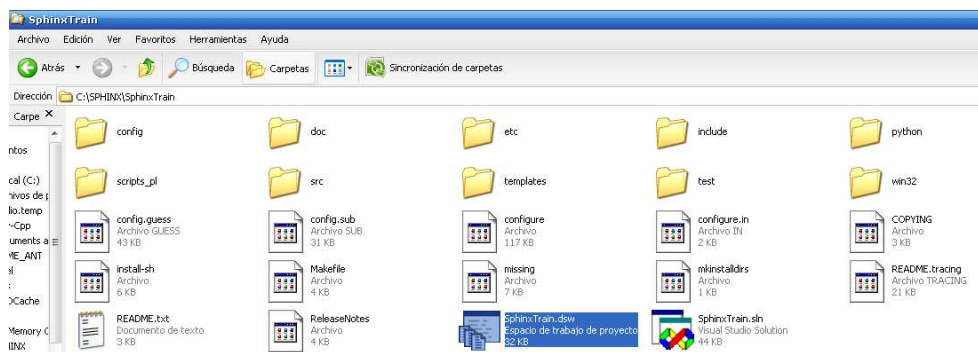 SphinxTrain
Archivo Edición Ver Favoritos Herramientas Ayuda
Atrás Búsqueda Carpetas Sincronización de carpetas
Dirección C:\SPHINX\SphinxTrain
Carpe X
config doc etc include python
scripts_pl src templates test win32
config.guess
Archivo GUESS
43 KB
config.sub
Archivo SUB
31 KB
configure
Archivo
117 KB
configure.in
Archivo IN
2 KB
COPYING
Archivo
3 KB
install-sh
Archivo
6 KB
Makefile
Archivo
4 KB
missing
Archivo
7 KB
mkinstalldirs
Archivo
1 KB
README.tracing
Archivo TRACING
21 KB
README.txt
Documento de texto
3 KB
ReleaseNotes
Archivo
4 KB
SphinxTrain.dsw
Espacio de trabajo de proyecto
32 KB
SphinxTrain.sln
Visual Studio Solution
44 KB
ntos
cal (C:)
hivos de
lio.temp
-Cpp
uments a
ME_ANT
el
OCache
Memory
INX